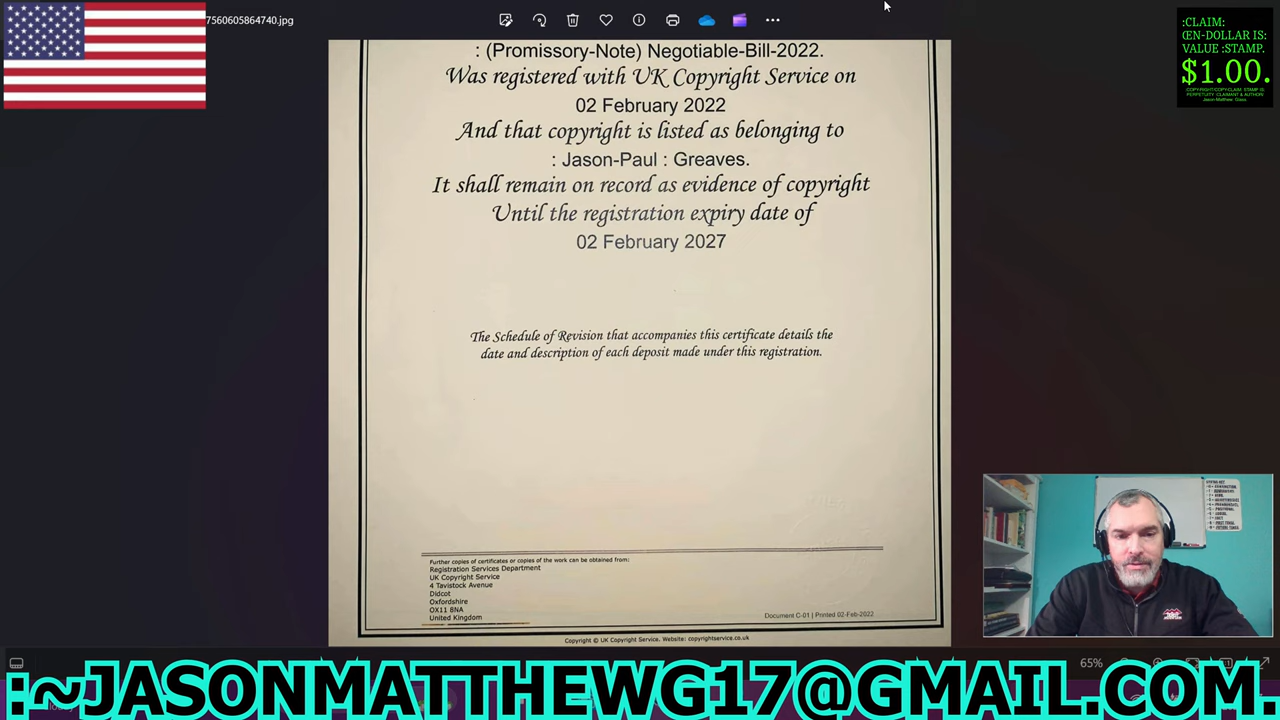 7560605864740.jpg
: (Promissory-Note) Negotiable-Bill-2022.
Was registered with UK Copyright Service on
02 February 2022
And that copyright is listed as belonging to
: Jason-Paul : Greaves.
It shall remain on record as evidence of copyright
Until the registration expiry date of
02 February 2027
The Schedule of Revision that accompanies this certificate details the
date and description of each deposit made under this registration.
Further copies of certificates or copies of the work can be obtained from:
Registration Services Department
UK Copyright Service
4 Tavistock Avenue
Didcot
Oxfordshire
OX11 8NA
United Kingdom
Document C-01 | Printed 02-Feb-2022
Copyright © UK Copyright Service. Website: copyrightservice.co.uk
:CLAIM:
ŒN-DOLLAR IS:
VALUE :STAMP.
$1.00.
PERPETUITY CLAIMANT & AUTHOR
Jason-Matthew: Glass.
65%
:~JASONMATTHEWG17@GMAIL.COM.